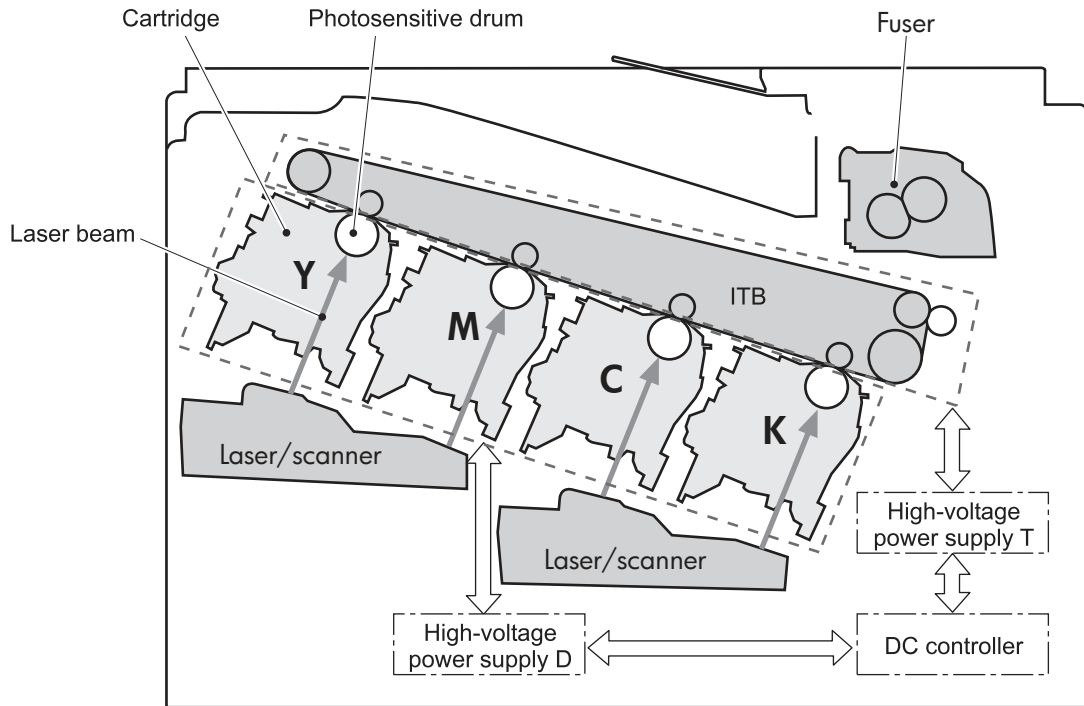 Cartridge
Photosensitive drum
Fuser
Laser beam
Y
M
C
K
ITB
Laser/scanner
Laser/scanner
High-voltage
power supply T
High-voltage
power supply D
DC controller